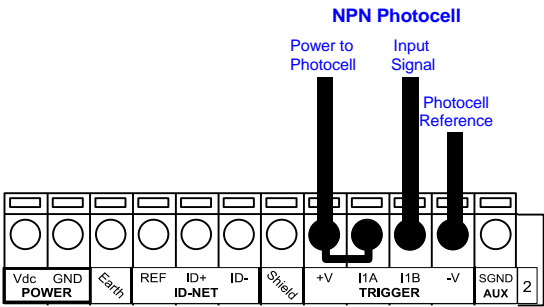 NPN Photocell
Power to
Photocell
Input
Signal
Photocell
Reference
Vdc GND Earth REF ID+ ID- Shield +V I1A I1B -V SGND 2
POWER ID-NET TRIGGER AUX